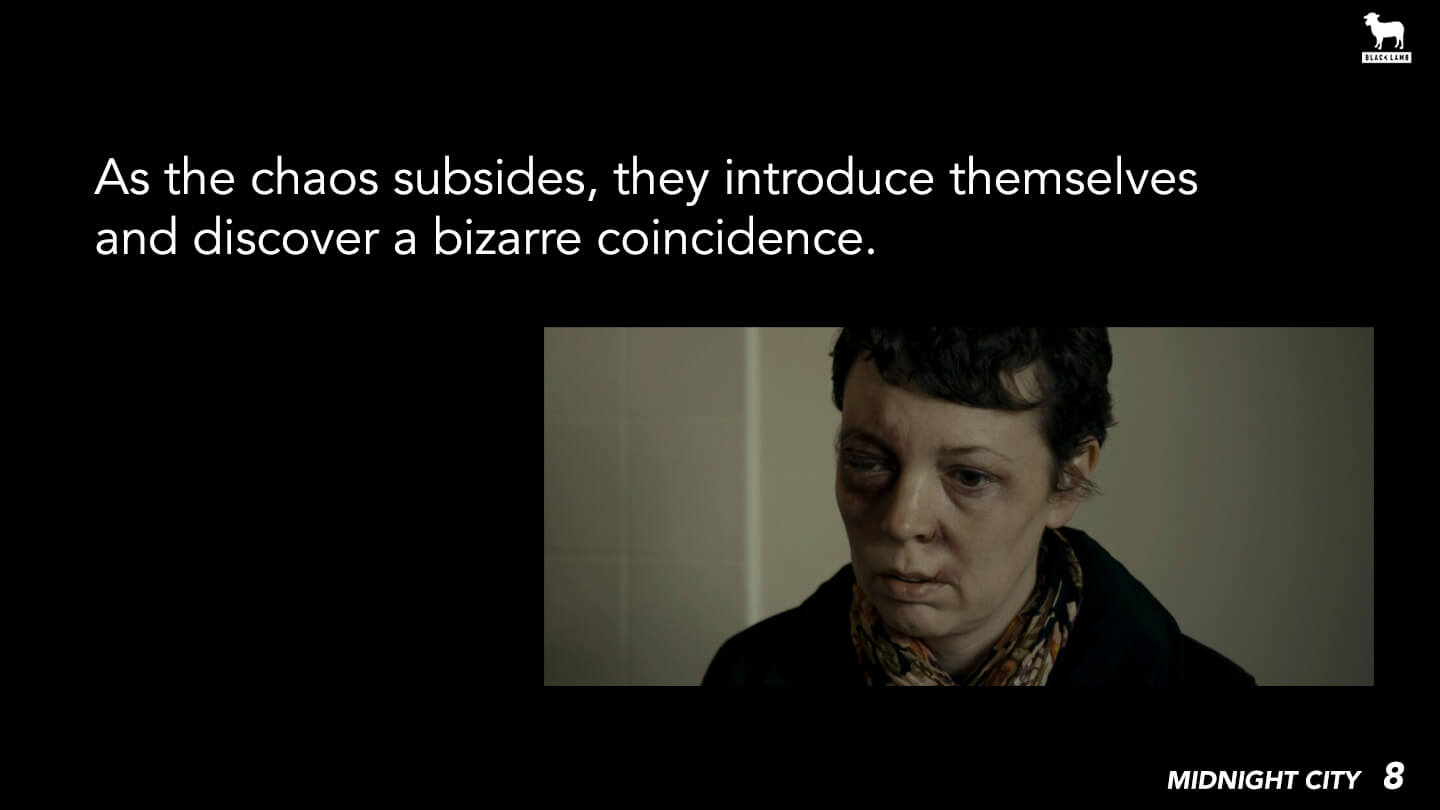 BLACK LAMB
As the chaos subsides, they introduce themselves
and discover a bizarre coincidence.
MIDNIGHT CITY 8